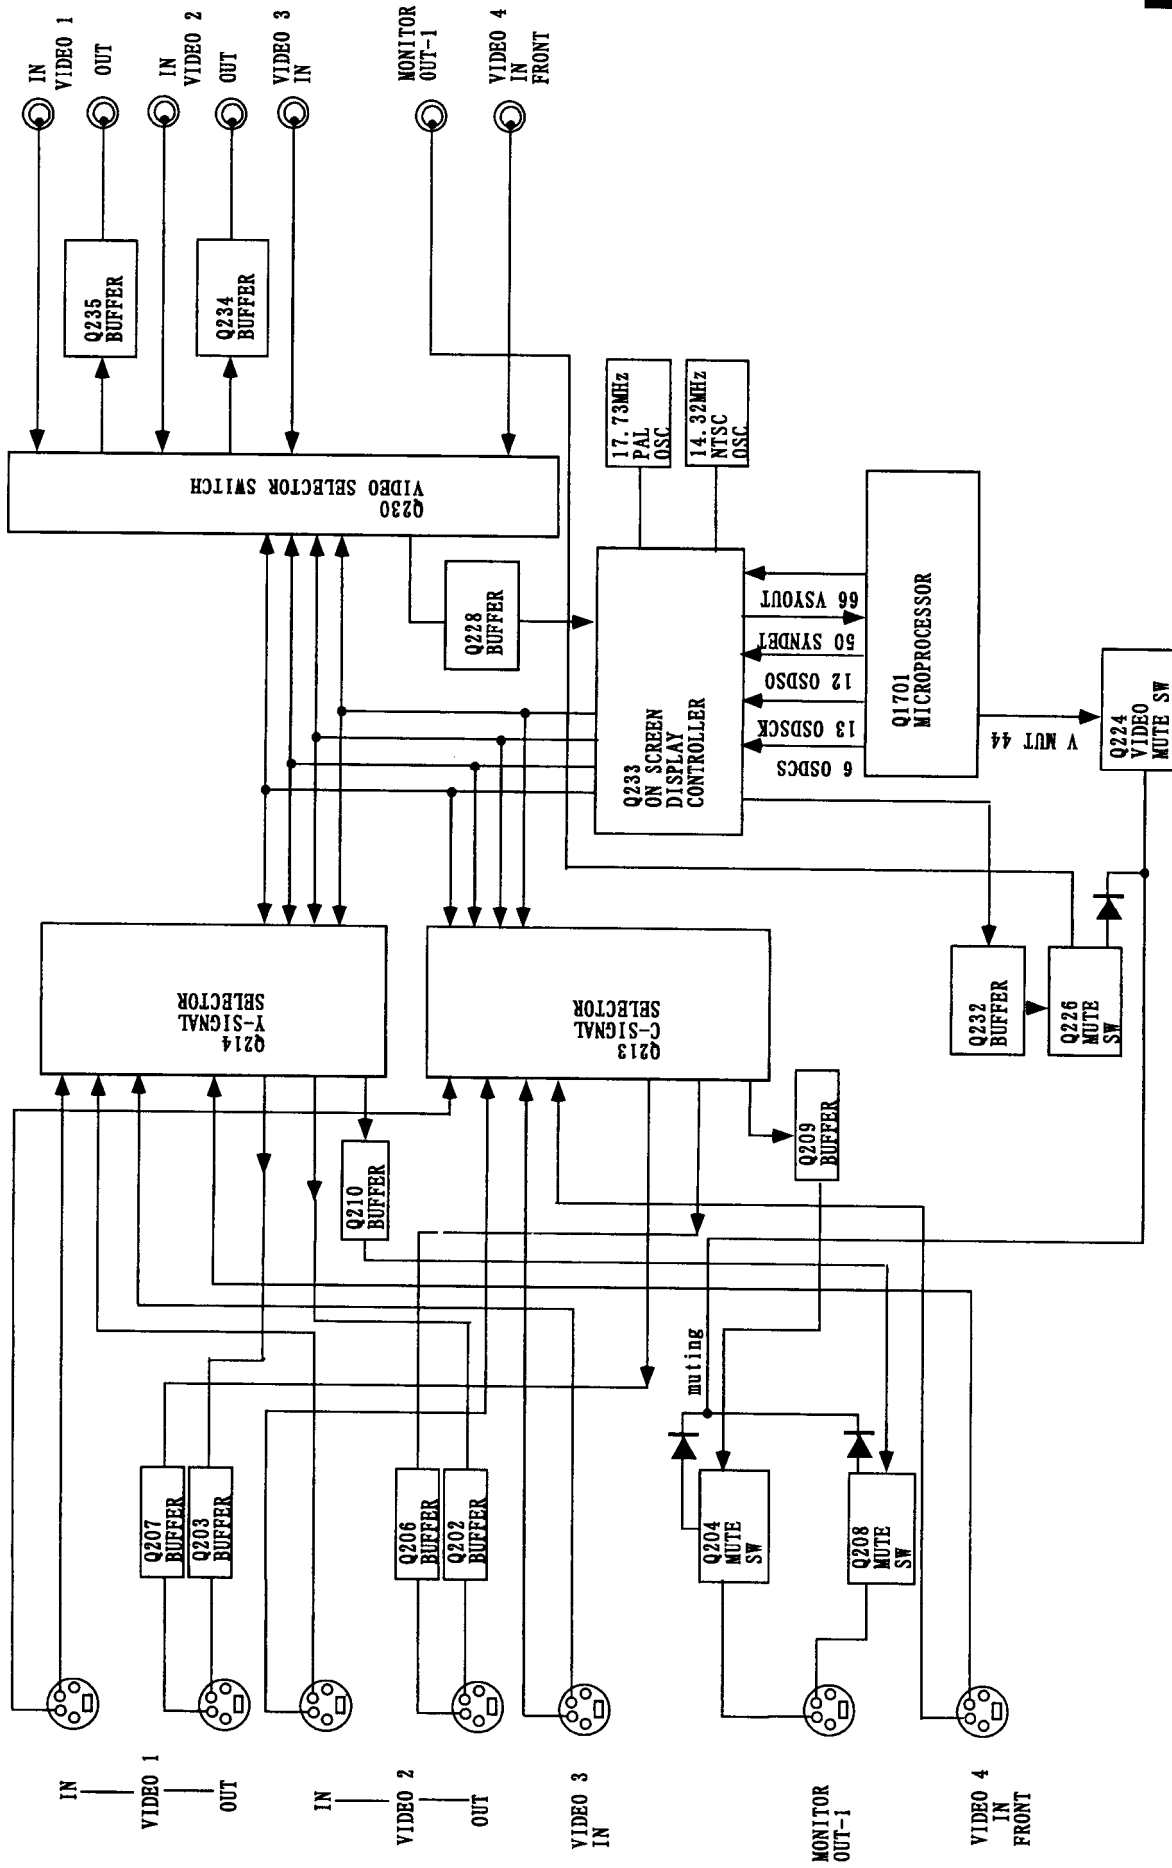 IN
VIDEO 1
OUT
IN
VIDEO 2
OUT
VIDEO 3
IN
MONITOR
OUT-1
VIDEO 4
IN
FRONT
Q235
BUFFER
Q234
BUFFER
Q230
VIDEO SELECTOR SWITCH
Q228
BUFFER
17.73MHz
PAL
OSC
14.32MHz
NTSC
OSC
Q233
ON SCREEN
DISPLAY
CONTROLLER
66 VSYOUT
50 SYNDET
12 OSDSO
13 OSDSCK
6 OSDCS
Q1701
MICROPROCESSOR
V MUT 44
Q224
VIDEO
MUTE SW
Q214
Y-SIGNAL
SELECTOR
Q213
C-SIGNAL
SELECTOR
Q232
BUFFER
Q226
MUTE
SW
Q210
BUFFER
Q209
BUFFER
muting
Q207
BUFFER
Q203
BUFFER
Q206
BUFFER
Q202
BUFFER
Q204
MUTE
SW
Q208
MUTE
SW
IN
VIDEO 1
OUT
IN
VIDEO 2
OUT
VIDEO 3
IN
MONITOR
OUT-1
VIDEO 4
IN
FRONT